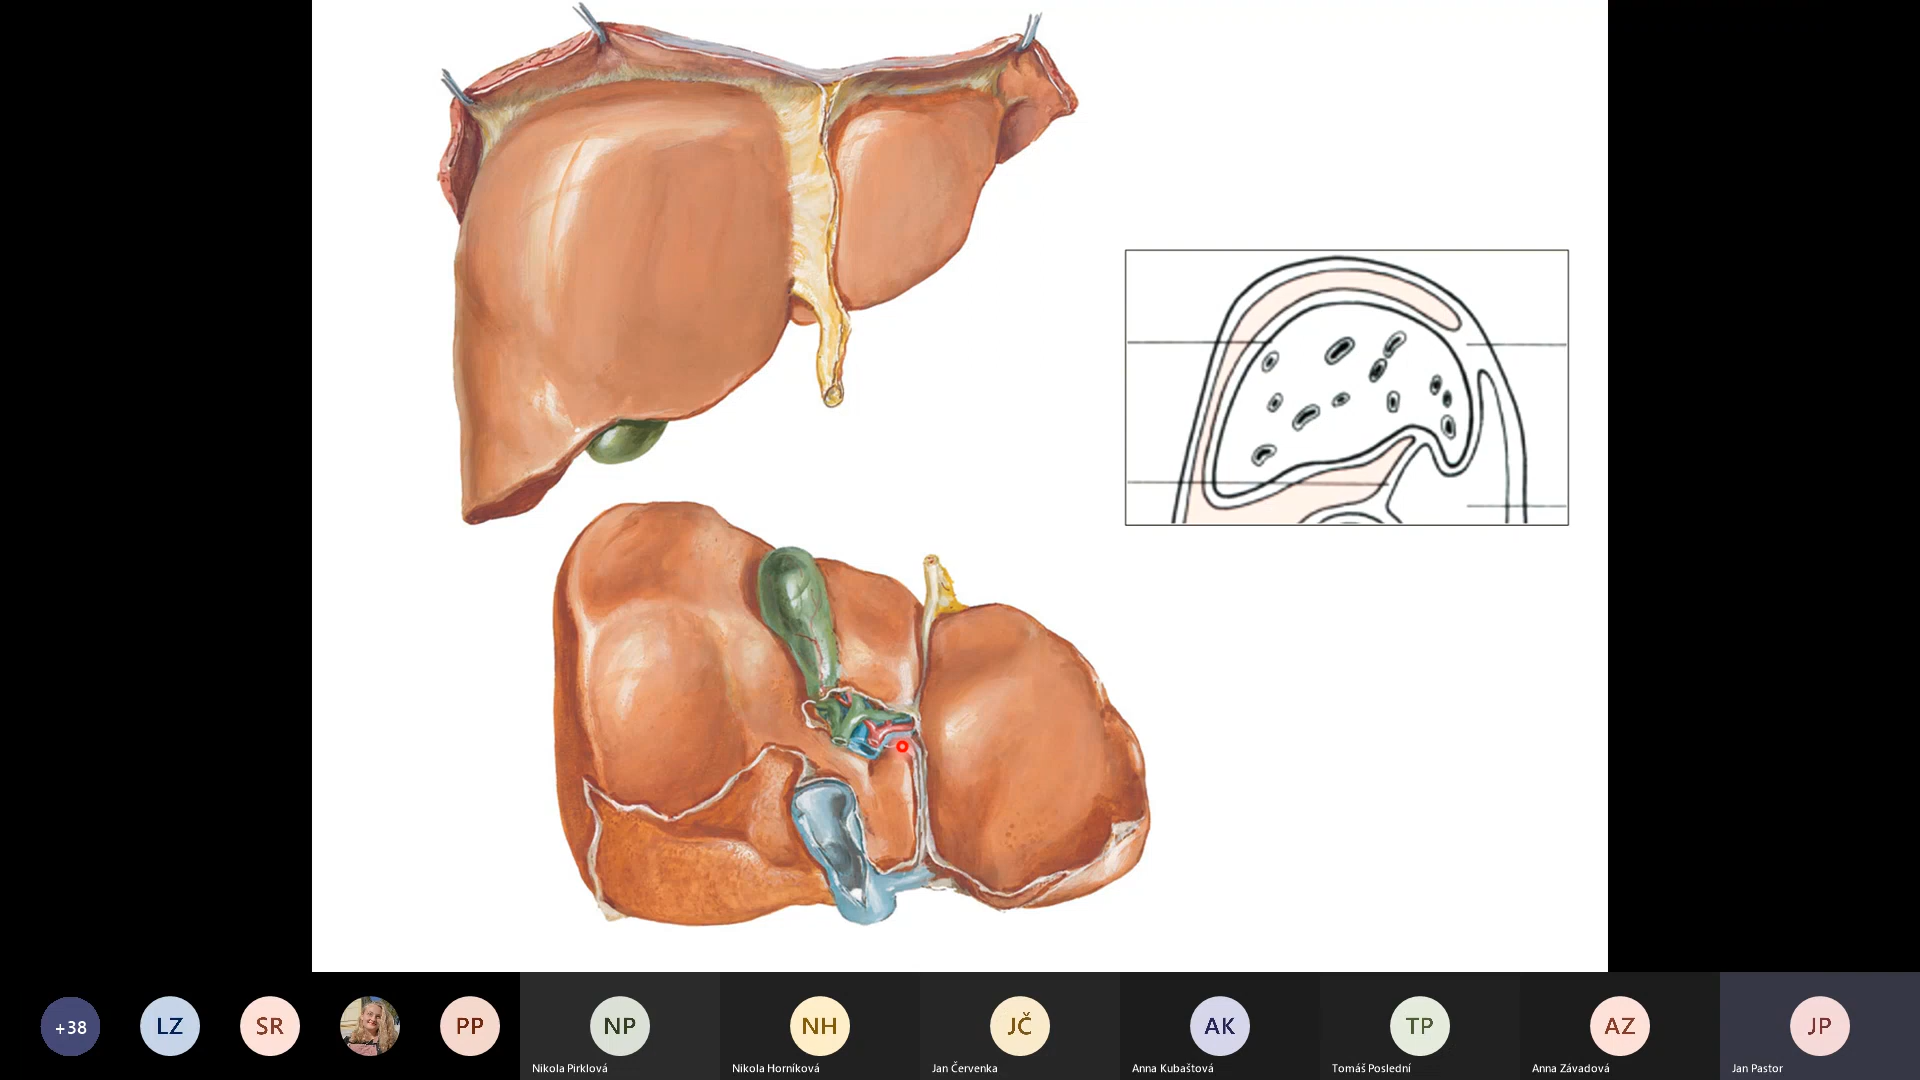 +38
LZ
SR
PP
NP
NH
JČ
AK
TP
AZ
JP
Nikola Pirklová
Nikola Horníková
Jan Červenka
Anna Kubaštová
Tomáš Poslední
Anna Závadová
Jan Pastor